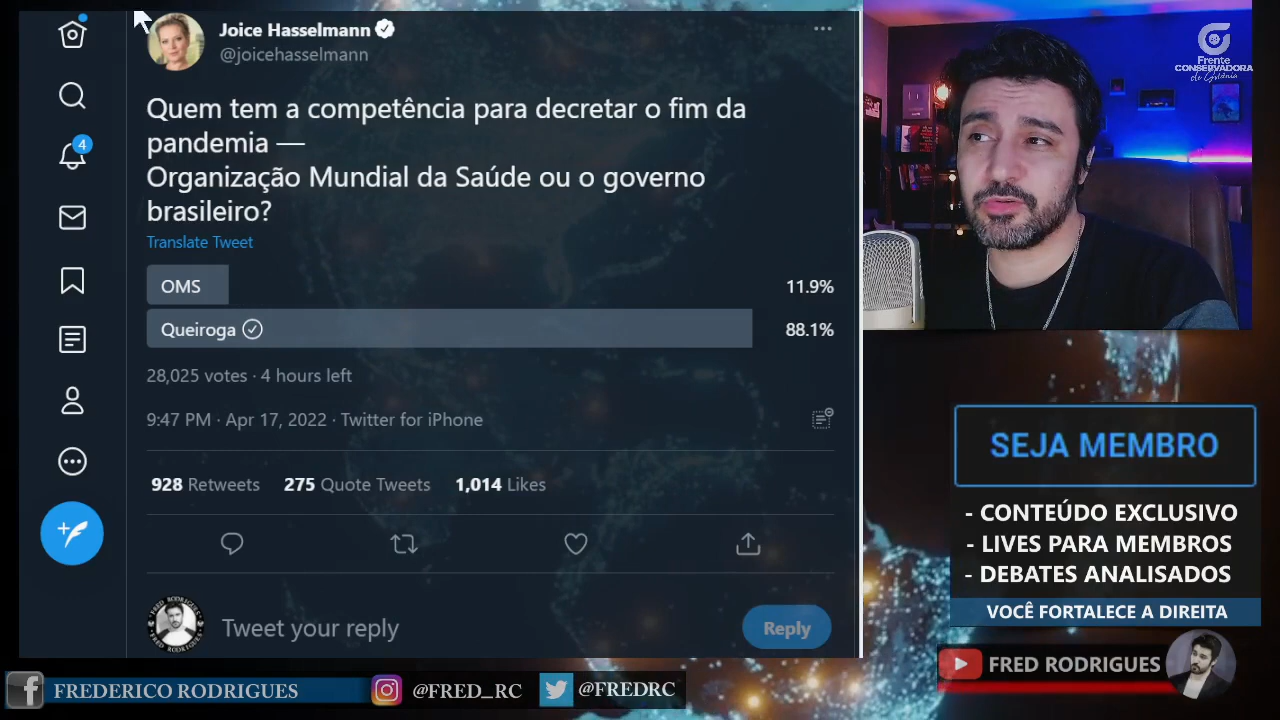 Joice Hasselmann
@joicehasselmann
Quem tem a competência para decretar o fim da
pandemia —
Organização Mundial da Saúde ou o governo
brasileiro?
Translate Tweet
OMS 11.9%
Queiroga 88.1%
28,025 votes · 4 hours left
9:47 PM · Apr 17, 2022 · Twitter for iPhone
928 Retweets 275 Quote Tweets 1,014 Likes
Tweet your reply
Reply
4
Frente
CONSERVADORA
de Goiânia
SEJA MEMBRO
- CONTEÚDO EXCLUSIVO
- LIVES PARA MEMBROS
- DEBATES ANALISADOS
VOCÊ FORTALECE A DIREITA
FRED RODRIGUES
FREDERICO RODRIGUES
@FRED_RC
@FREDRC